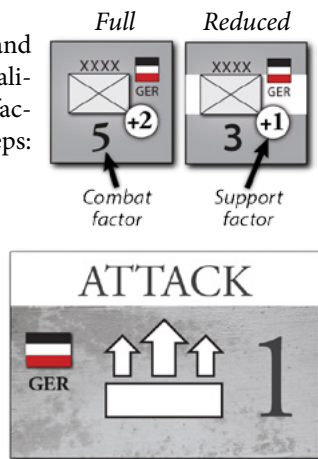 Full Reduced
and
ali-
fac-
eps:
XXXX GER 5 +2
XXXX GER 3 +1
Combat factor
Support factor
ATTACK
GER
1